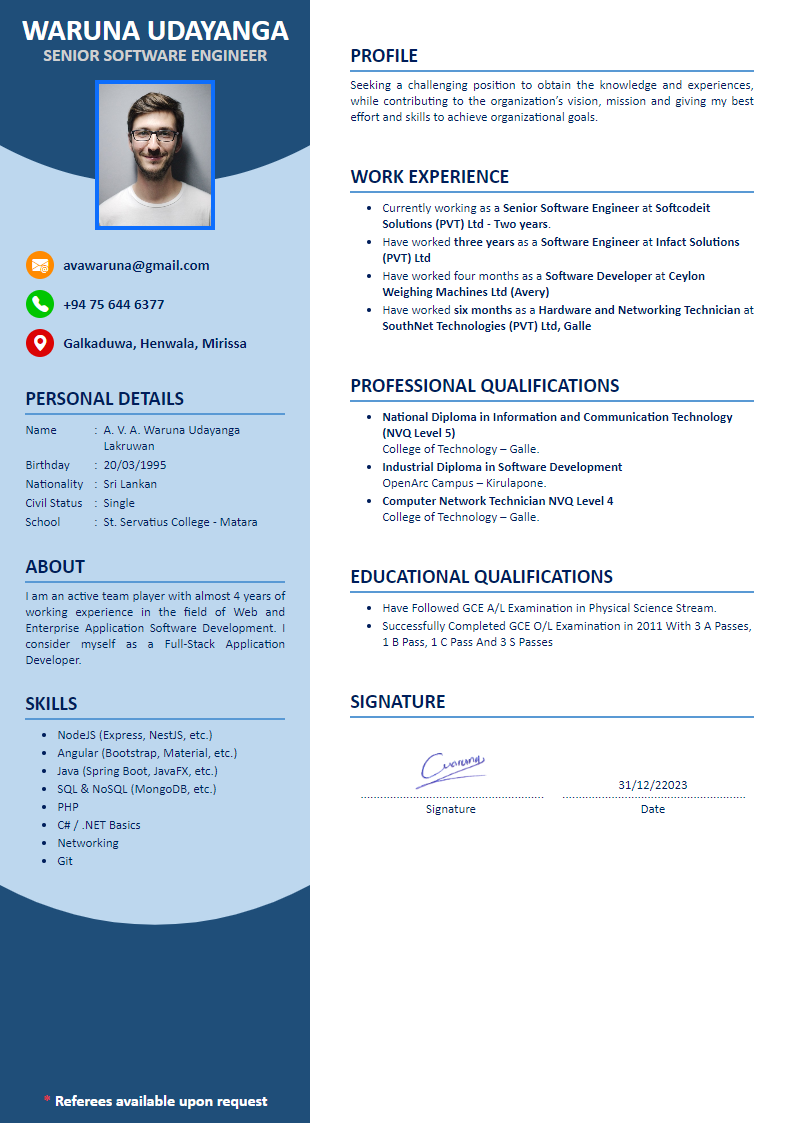 WARUNA UDAYANGA
SENIOR SOFTWARE ENGINEER
avawaruna@gmail.com
+94 75 644 6377
Galkaduwa, Henwala, Mirissa
PERSONAL DETAILS
Name : A. V. A. Waruna Udayanga
Lakruwan
Birthday : 20/03/1995
Nationality : Sri Lankan
Civil Status : Single
School : St. Servatius College - Matara
ABOUT
I am an active team player with almost 4 years of
working experience in the field of Web and
Enterprise Application Software Development. I
consider myself as a Full-Stack Application
Developer.
SKILLS
• NodeJS (Express, NestJS, etc.)
• Angular (Bootstrap, Material, etc.)
• Java (Spring Boot, JavaFX, etc.)
• SQL & NoSQL (MongoDB, etc.)
• PHP
• C# / .NET Basics
• Networking
• Git
* Referees available upon request
PROFILE
Seeking a challenging position to obtain the knowledge and experiences,
while contributing to the organization’s vision, mission and giving my best
effort and skills to achieve organizational goals.
WORK EXPERIENCE
• Currently working as a Senior Software Engineer at Softcodeit
Solutions (PVT) Ltd - Two years.
• Have worked three years as a Software Engineer at Infact Solutions
(PVT) Ltd
• Have worked four months as a Software Developer at Ceylon
Weighing Machines Ltd (Avery)
• Have worked six months as a Hardware and Networking Technician at
SouthNet Technologies (PVT) Ltd, Galle
PROFESSIONAL QUALIFICATIONS
• National Diploma in Information and Communication Technology
(NVQ Level 5)
College of Technology – Galle.
• Industrial Diploma in Software Development
OpenArc Campus – Kirulapone.
• Computer Network Technician NVQ Level 4
College of Technology – Galle.
EDUCATIONAL QUALIFICATIONS
• Have Followed GCE A/L Examination in Physical Science Stream.
• Successfully Completed GCE O/L Examination in 2011 With 3 A Passes,
1 B Pass, 1 C Pass And 3 S Passes
SIGNATURE
31/12/22023
Signature Date